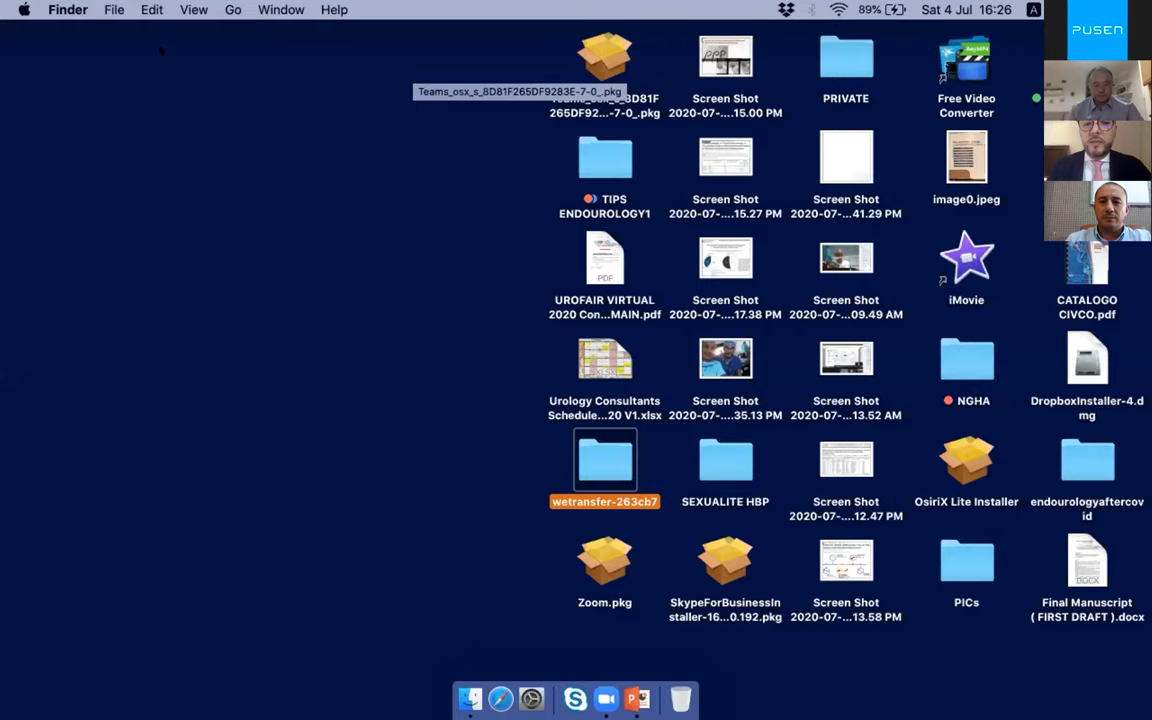 Finder File Edit View Go Window Help
89% Sat 4 Jul 16:26 A
PUSEN
Teams_osx_s_8D81F265DF9283E-7-0_.pkg
265DF92...-7-0_.pkg
Screen Shot
2020-07-....15.00 PM
PRIVATE
Free Video
Converter
TIPS
ENDOUROLOGY1
Screen Shot
2020-07-....15.27 PM
Screen Shot
2020-07-....41.29 PM
image0.jpeg
PDF
UROFAIR VIRTUAL
2020 Con...MAIN.pdf
Screen Shot
2020-07-....17.38 PM
Screen Shot
2020-07-....09.49 AM
iMovie
CATALOGO
CIVCO.pdf
XLSX
Urology Consultants
Schedule...20 V1.xlsx
Screen Shot
2020-07-....35.13 PM
Screen Shot
2020-07-....13.52 AM
NGHA
DropboxInstaller-4.d
mg
wetransfer-263cb7
SEXUALITE HBP
Screen Shot
2020-07-....12.47 PM
OsiriX Lite Installer
endourologyaftercov
id
Zoom.pkg
SkypeForBusinessIn
staller-16...0.192.pkg
Screen Shot
2020-07-....13.58 PM
PICs
DOCX
Final Manuscript
( FIRST DRAFT ).docx